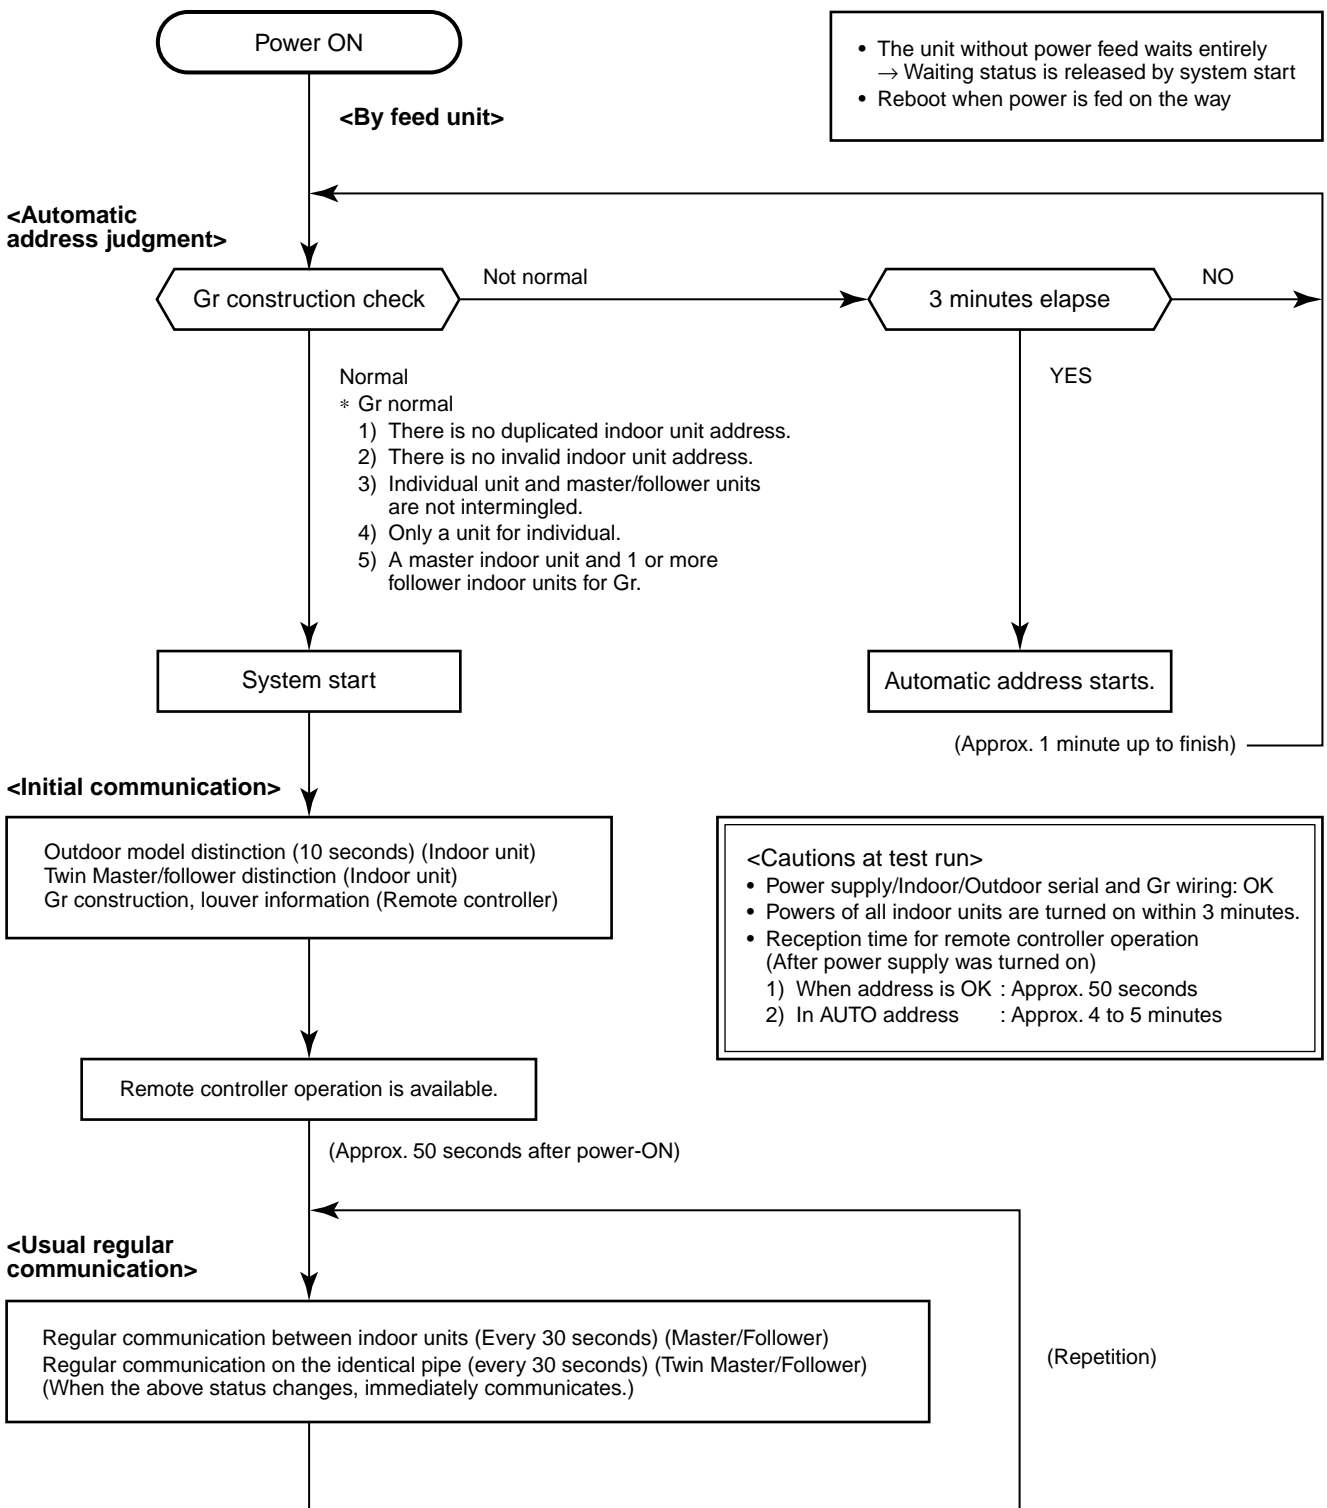 Power ON
• The unit without power feed waits entirely
→ Waiting status is released by system start
• Reboot when power is fed on the way
<By feed unit>
<Automatic
address judgment>
Gr construction check
Not normal
3 minutes elapse
NO
Normal
* Gr normal
1) There is no duplicated indoor unit address.
2) There is no invalid indoor unit address.
3) Individual unit and master/follower units
are not intermingled.
4) Only a unit for individual.
5) A master indoor unit and 1 or more
follower indoor units for Gr.
YES
System start
Automatic address starts.
(Approx. 1 minute up to finish)
<Initial communication>
Outdoor model distinction (10 seconds) (Indoor unit)
Twin Master/follower distinction (Indoor unit)
Gr construction, louver information (Remote controller)
<Cautions at test run>
• Power supply/Indoor/Outdoor serial and Gr wiring: OK
• Powers of all indoor units are turned on within 3 minutes.
• Reception time for remote controller operation
(After power supply was turned on)
1) When address is OK : Approx. 50 seconds
2) In AUTO address : Approx. 4 to 5 minutes
Remote controller operation is available.
(Approx. 50 seconds after power-ON)
<Usual regular
communication>
Regular communication between indoor units (Every 30 seconds) (Master/Follower)
Regular communication on the identical pipe (every 30 seconds) (Twin Master/Follower)
(When the above status changes, immediately communicates.)
(Repetition)